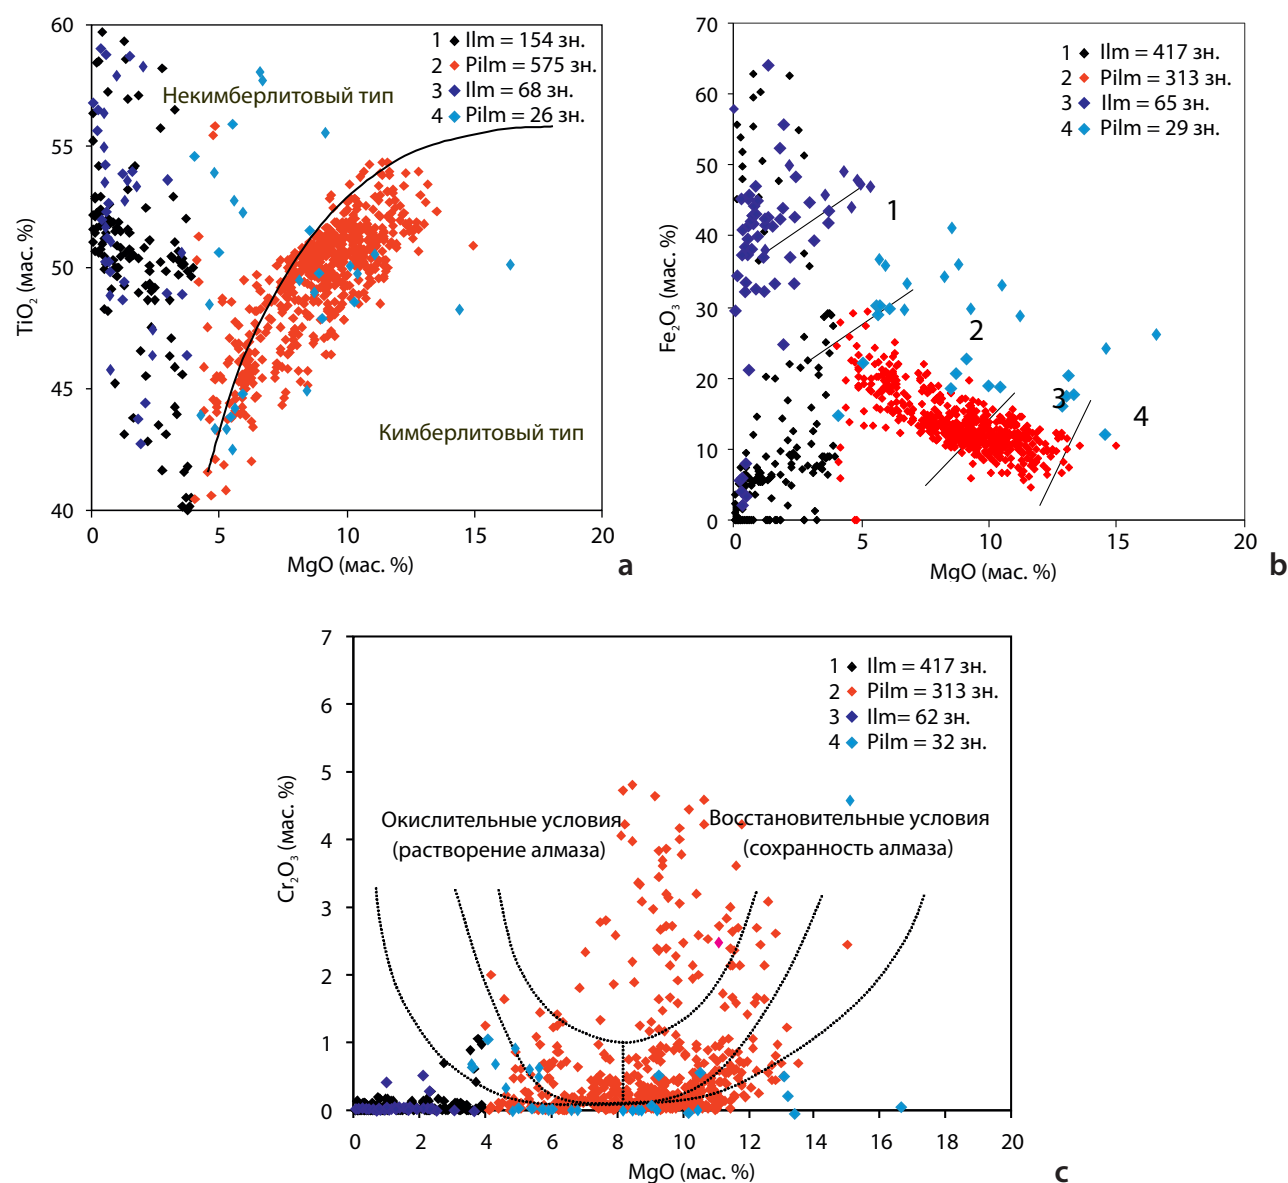 60
55
50
45
40
TiO₂ (мас. %)
1 Ilm = 154 зн.
2 Pilm = 575 зн.
3 Ilm = 68 зн.
4 Pilm = 26 зн.
Некимберлитовый тип
Кимберлитовый тип
0 5 10 15 20
MgO (мас. %)
a
70
60
50
40
30
20
10
0
Fe₂O₃ (мас. %)
1 Ilm = 417 зн.
2 Pilm = 313 зн.
3 Ilm = 65 зн.
4 Pilm = 29 зн.
1
2
3
4
0 5 10 15 20
MgO (мас. %)
b
7
6
5
4
3
2
1
0
Cr₂O₃ (мас. %)
1 Ilm = 417 зн.
2 Pilm = 313 зн.
3 Ilm= 62 зн.
4 Pilm = 32 зн.
Окислительные условия
(растворение алмаза)
Восстановительные условия
(сохранность алмаза)
0 2 4 6 8 10 12 14 16 18 20
MgO (мас. %)
c